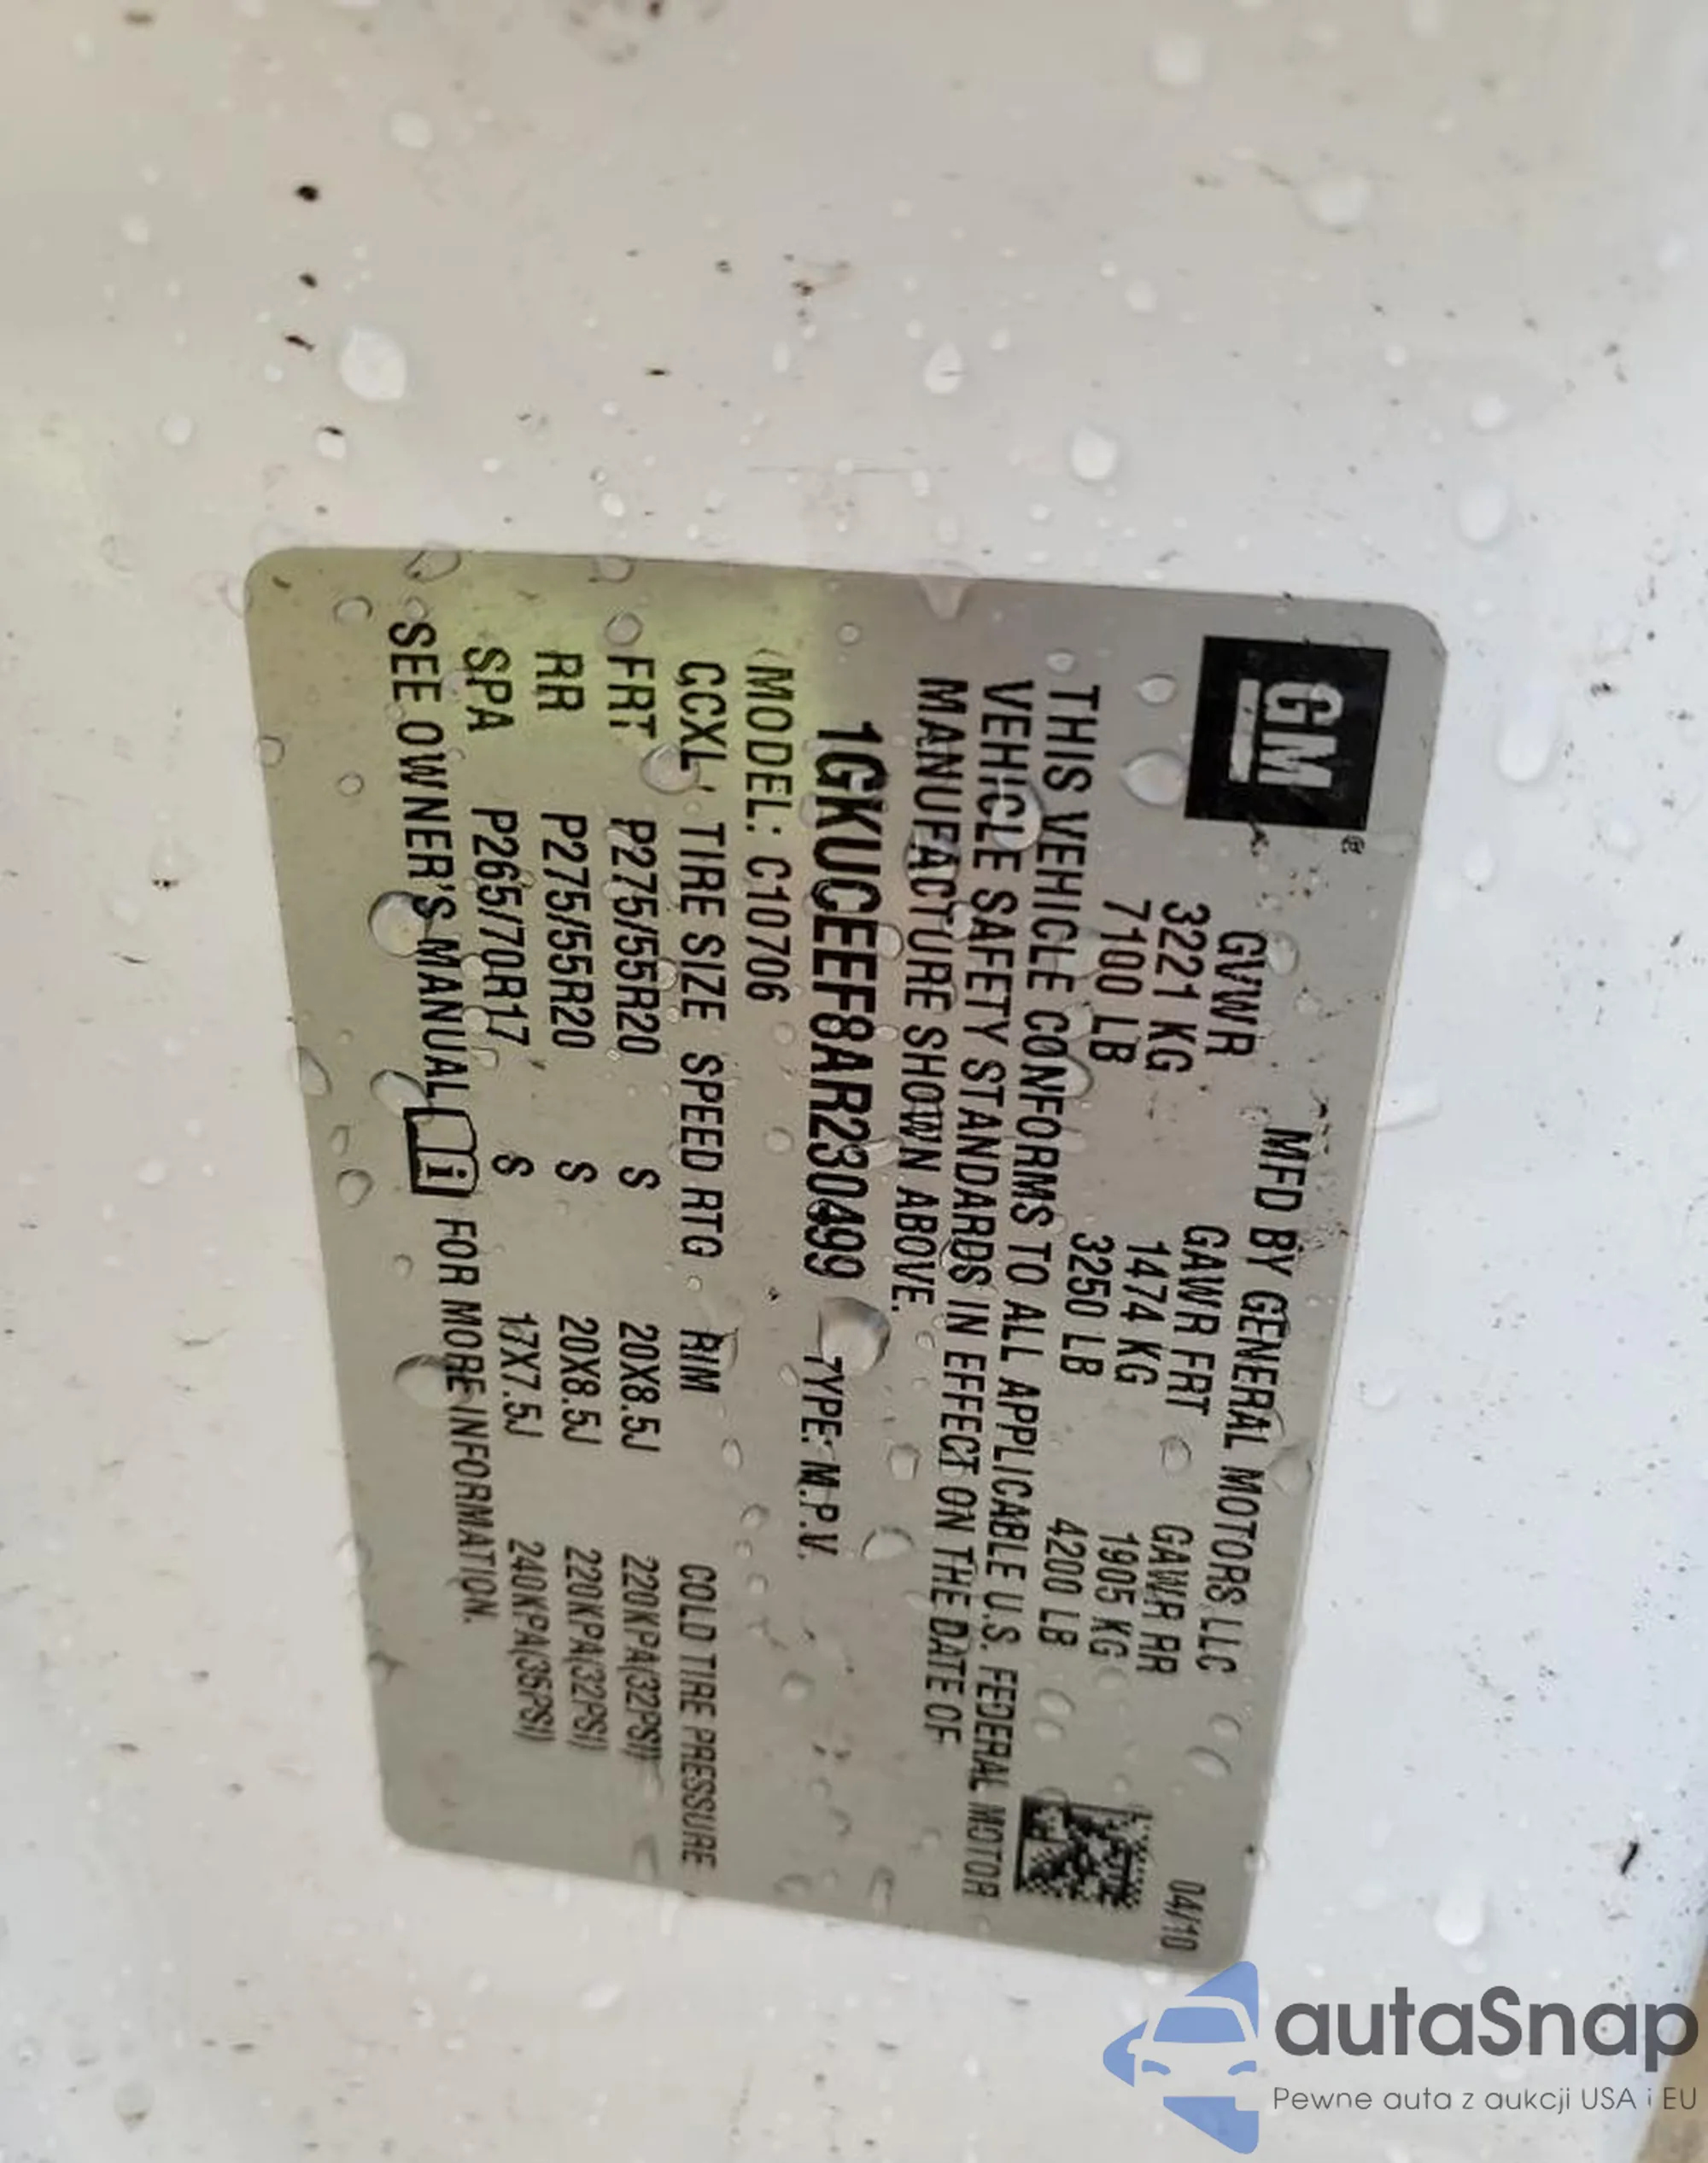 GM®
MFD BY GENERAL MOTORS LLC 04/10
GVWR GAWR FRT GAWR RR
3221 KG 1474 KG 1905 KG
7100 LB 3250 LB 4200 LB
THIS VEHICLE CONFORMS TO ALL APPLICABLE U.S. FEDERAL MOTOR
VEHICLE SAFETY STANDARDS IN EFFECT ON THE DATE OF
MANUFACTURE SHOWN ABOVE.
1GKUCEEF8AR230499 TYPE: M.P.V.
MODEL: C10706
CCXL TIRE SIZE SPEED RTG RIM COLD TIRE PRESSURE
FRT P275/55R20 S 20X8.5J 220KPA(32PSI)
RR P275/55R20 S 20X8.5J 220KPA(32PSI)
SPA P265/70R17 S 17X7.5J 240KPA(35PSI)
SEE OWNER'S MANUAL i FOR MORE INFORMATION.
autaSnap
Pewne auta z aukcji USA i EU